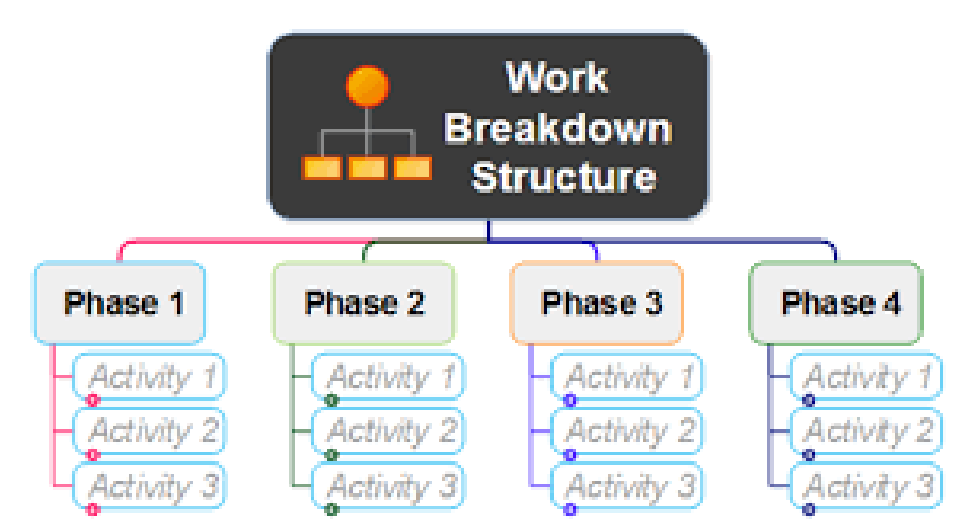 Work
Breakdown
Structure
Phase 1
Phase 2
Phase 3
Phase 4
Activity 1
Activity 1
Activity 1
Activity 1
Activity 2
Activity 2
Activity 2
Activity 2
Activity 3
Activity 3
Activity 3
Activity 3